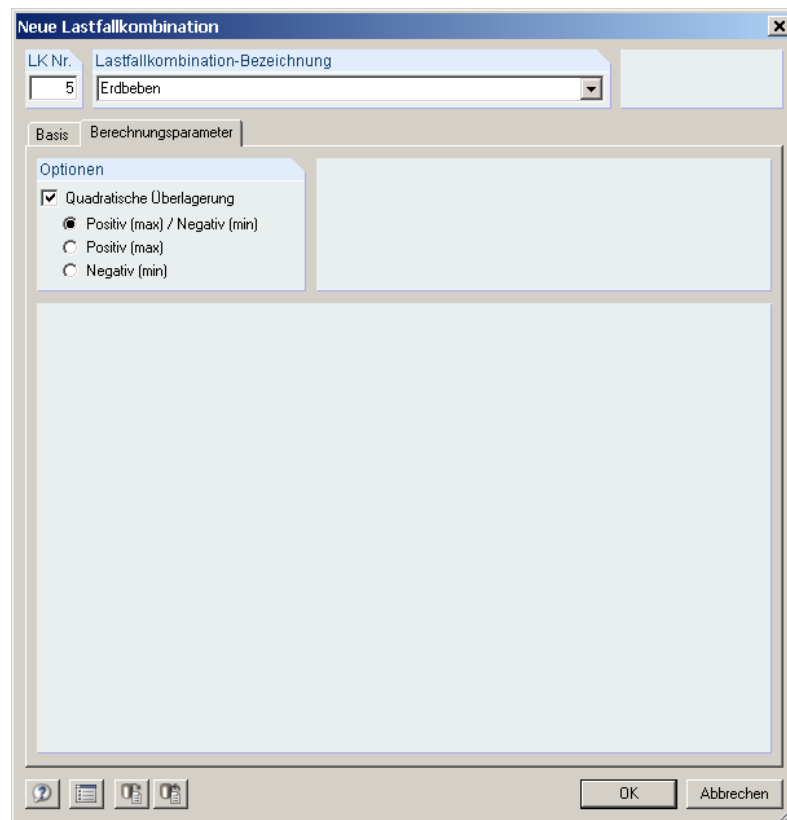 Neue Lastfallkombination
LK Nr.
Lastfallkombination-Bezeichnung
5
Erdbeben
Basis
Berechnungsparameter
Optionen
Quadratische Überlagerung
Positiv (max) / Negativ (min)
Positiv (max)
Negativ (min)
OK
Abbrechen